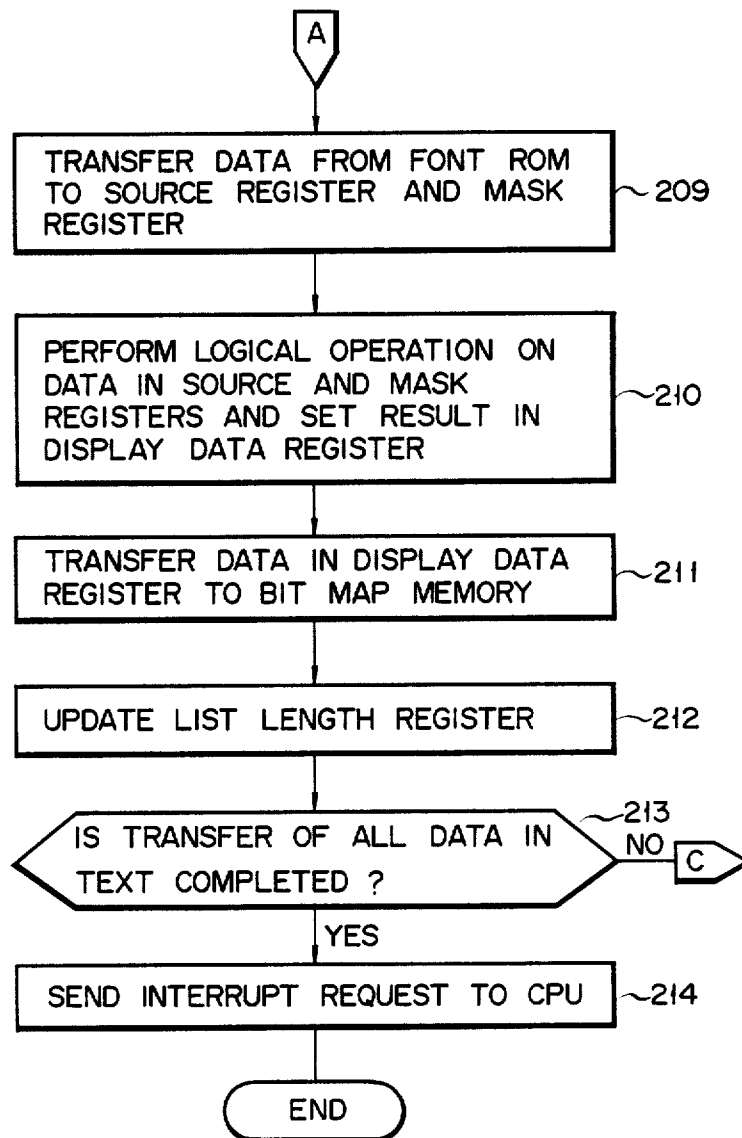 A
TRANSFER DATA FROM FONT ROM
TO SOURCE REGISTER AND MASK
REGISTER
209
PERFORM LOGICAL OPERATION ON
DATA IN SOURCE AND MASK
REGISTERS AND SET RESULT IN
DISPLAY DATA REGISTER
210
TRANSFER DATA IN DISPLAY DATA
REGISTER TO BIT MAP MEMORY
211
UPDATE LIST LENGTH REGISTER
212
213
IS TRANSFER OF ALL DATA IN
TEXT COMPLETED ?
NO
C
YES
SEND INTERRUPT REQUEST TO CPU
214
END